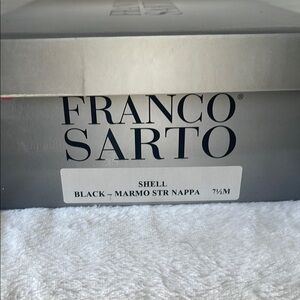 FRANCO®
SARTO
SHELL
BLACK ~ MARMO STR NAPPA 7½M